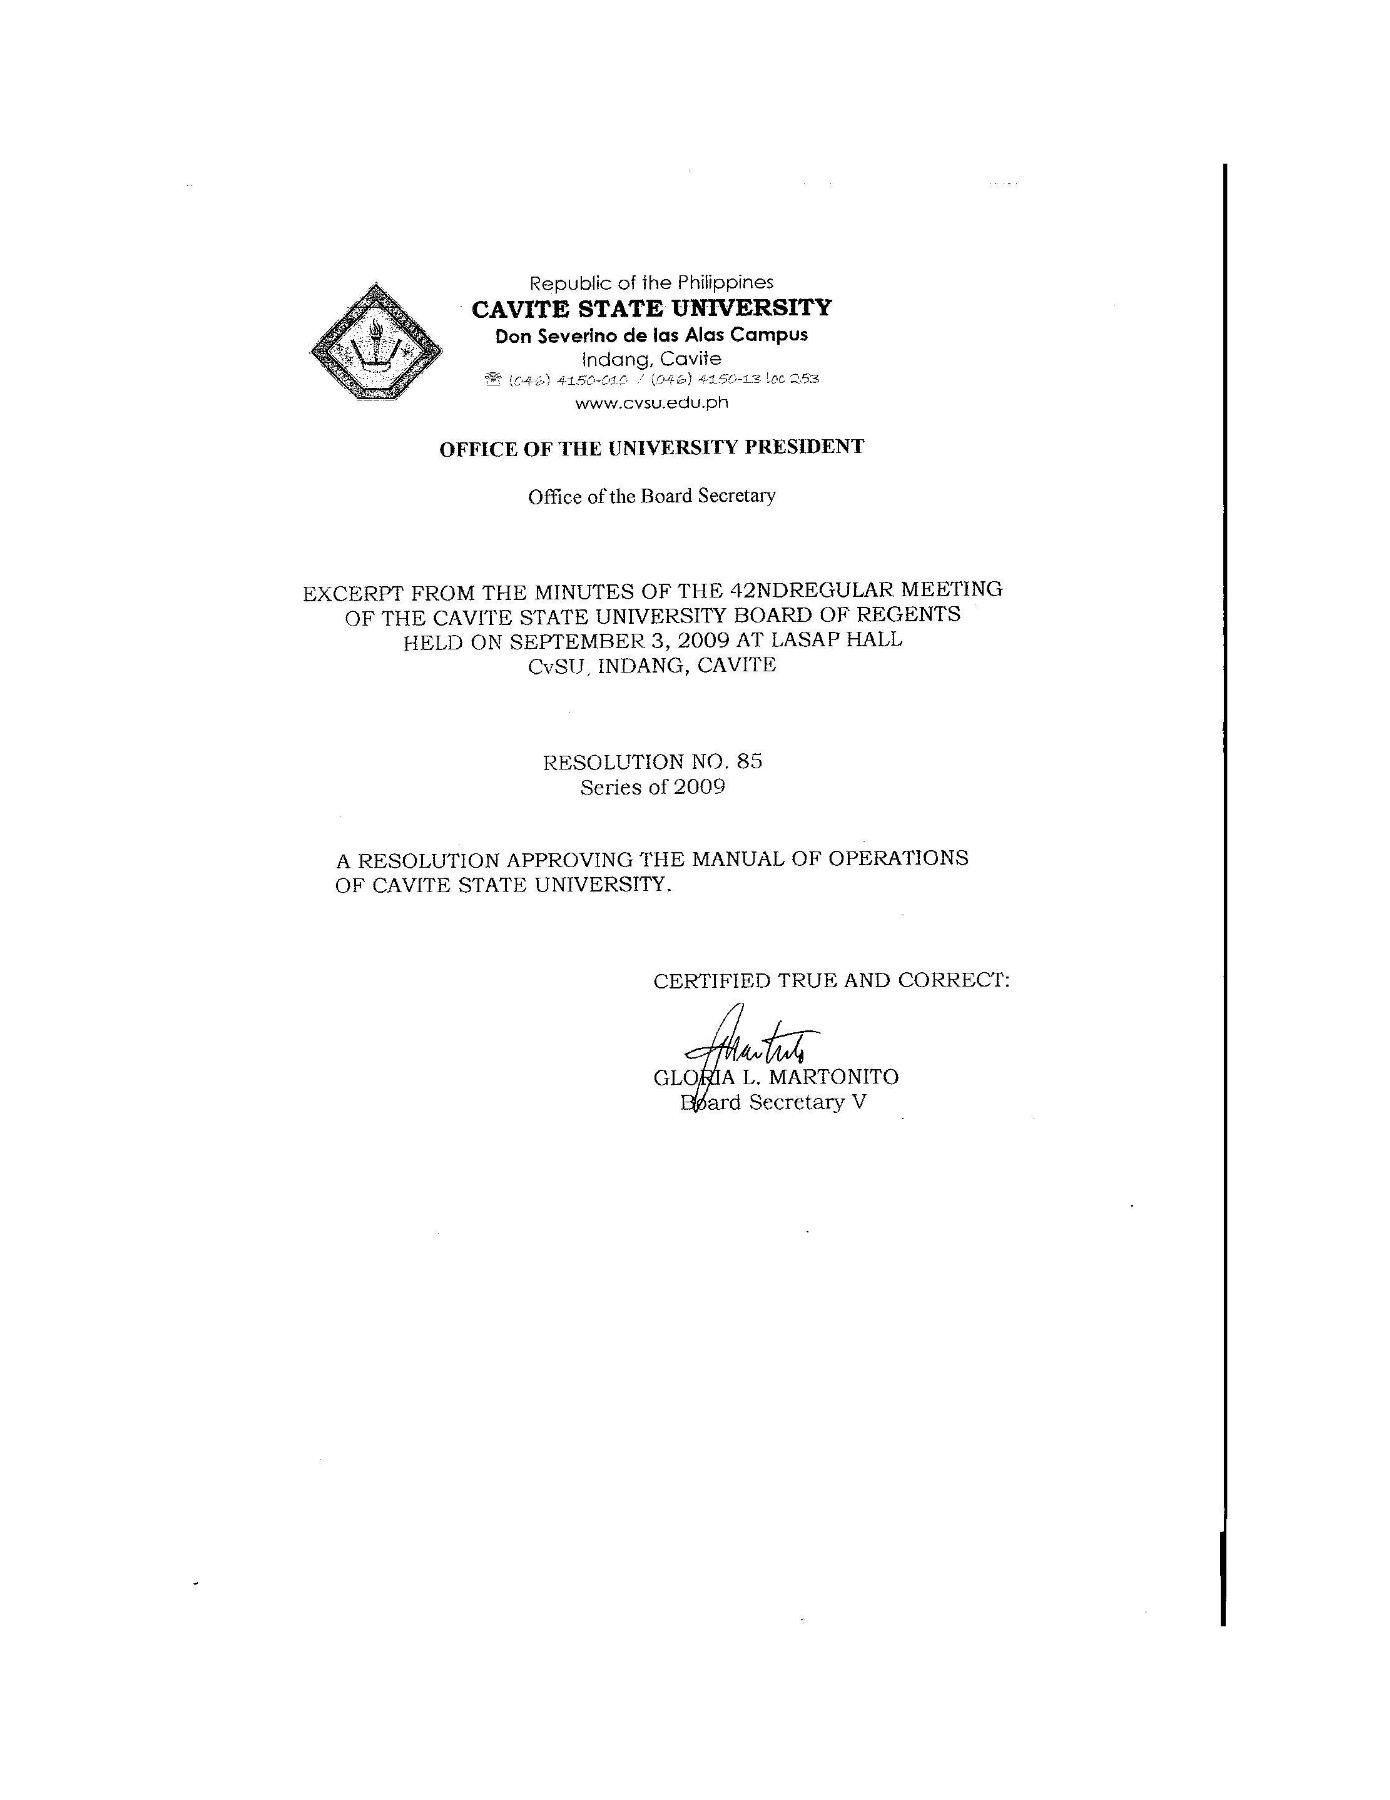 Republic of the Philippines
CAVITE STATE UNIVERSITY
Don Severino de las Alas Campus
Indang, Cavite
☏ (046) 4150-010 / (046) 4150-13 loc 253
www.cvsu.edu.ph
OFFICE OF THE UNIVERSITY PRESIDENT
Office of the Board Secretary
EXCERPT FROM THE MINUTES OF THE 42NDREGULAR MEETING
OF THE CAVITE STATE UNIVERSITY BOARD OF REGENTS
HELD ON SEPTEMBER 3, 2009 AT LASAP HALL
CvSU, INDANG, CAVITE
RESOLUTION NO. 85
Series of 2009
A RESOLUTION APPROVING THE MANUAL OF OPERATIONS
OF CAVITE STATE UNIVERSITY.
CERTIFIED TRUE AND CORRECT:
GLORIA L. MARTONITO
Board Secretary V